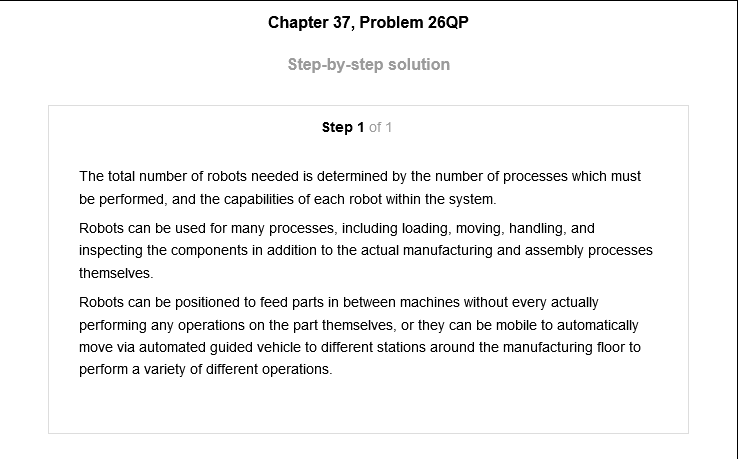 Chapter 37, Problem 26QP
Step-by-step solution
Step 1 of 1
The total number of robots needed is determined by the number of processes which must
be performed, and the capabilities of each robot within the system.
Robots can be used for many processes, including loading, moving, handling, and
inspecting the components in addition to the actual manufacturing and assembly processes
themselves.
Robots can be positioned to feed parts in between machines without every actually
performing any operations on the part themselves, or they can be mobile to automatically
move via automated guided vehicle to different stations around the manufacturing floor to
perform a variety of different operations.